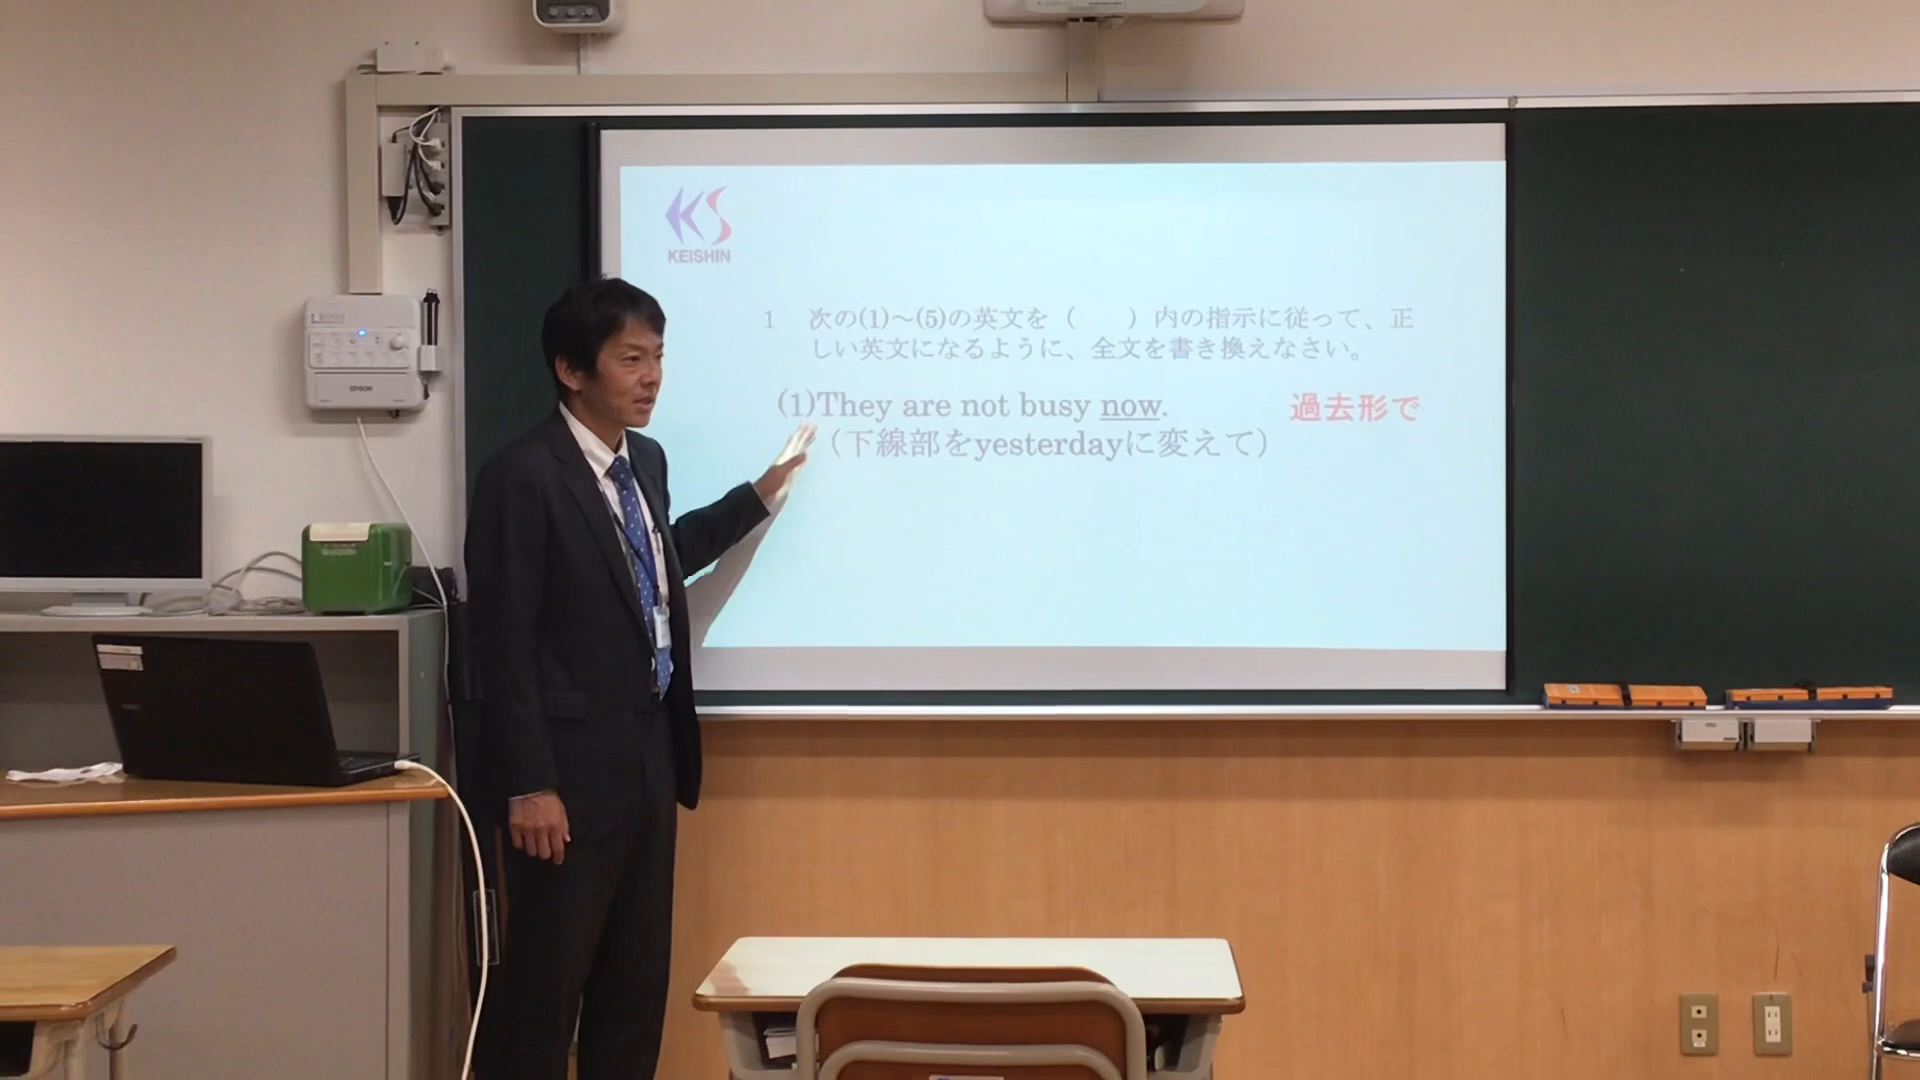 KS
KEISHIN
1 次の(1)～(5)の英文を（　　）内の指示に従って、正
しい英文になるように、全文を書き換えなさい。
(1)They are not busy now. 過去形で
（下線部をyesterdayに変えて）
EPSON